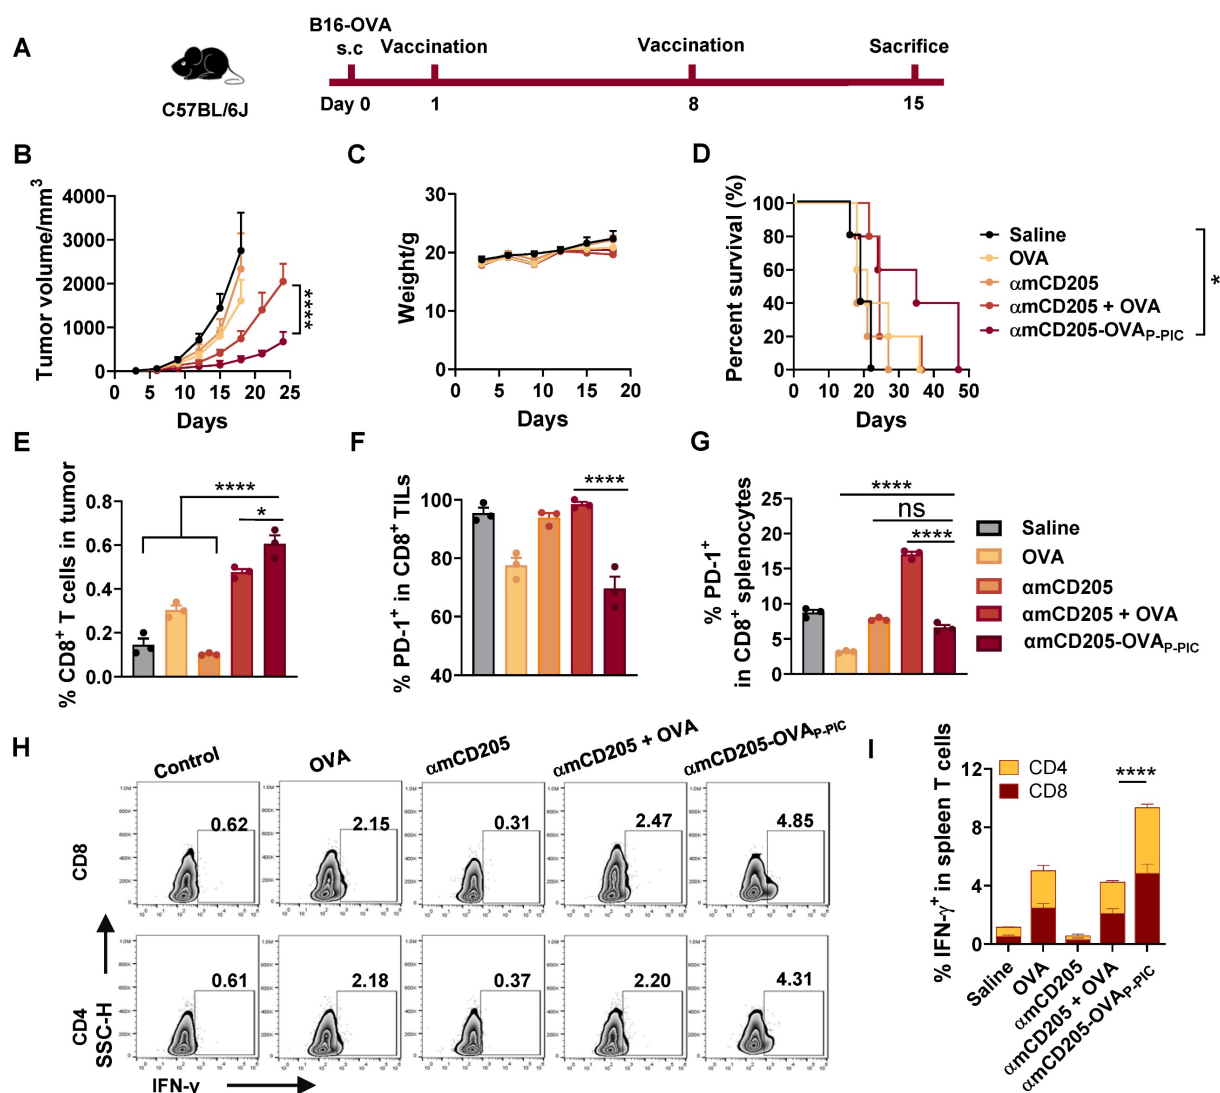 A
B16-OVA
s.c
Vaccination
Vaccination
Sacrifice
C57BL/6J
Day 0
1
8
15
B
Tumor volume/mm³
4000
3000
2000
1000
0
0 5 10 15 20 25
Days
****
C
Weight/g
30
20
10
0
0 5 10 15 20
Days
D
Percent survival (%)
100
80
60
40
20
0
0 10 20 30 40 50
Days
Saline
OVA
αmCD205
αmCD205 + OVA
αmCD205-OVAP-PIC
*
E
% CD8⁺ T cells in tumor
0.8
0.6
0.4
0.2
0.0
****
*
F
% PD-1⁺ in CD8⁺ TILs
100
80
60
40
****
G
% PD-1⁺
in CD8⁺ splenocytes
25
20
15
10
5
0
****
ns
****
Saline
OVA
αmCD205
αmCD205 + OVA
αmCD205-OVAP-PIC
H
Control
OVA
αmCD205
αmCD205 + OVA
αmCD205-OVAP-PIC
CD8
0.62
2.15
0.31
2.47
4.85
CD4
SSC-H
0.61
2.18
0.37
2.20
4.31
IFN-γ
I
% IFN-γ⁺ in spleen T cells
CD4
CD8
12
8
4
0
****
Saline
OVA
αmCD205
αmCD205 + OVA
αmCD205-OVAP-PIC